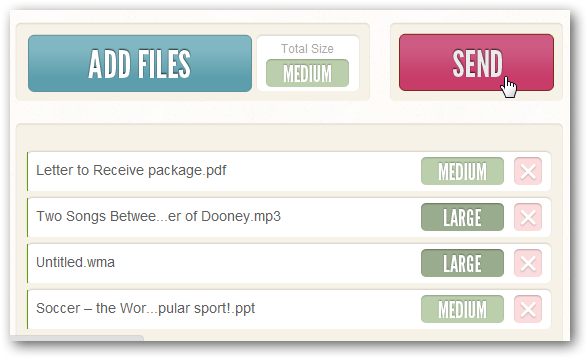 ADD FILES
Total Size
MEDIUM
SEND
Letter to Receive package.pdf MEDIUM
Two Songs Betwee...er of Dooney.mp3 LARGE
Untitled.wma LARGE
Soccer – the Wor...pular sport!.ppt MEDIUM